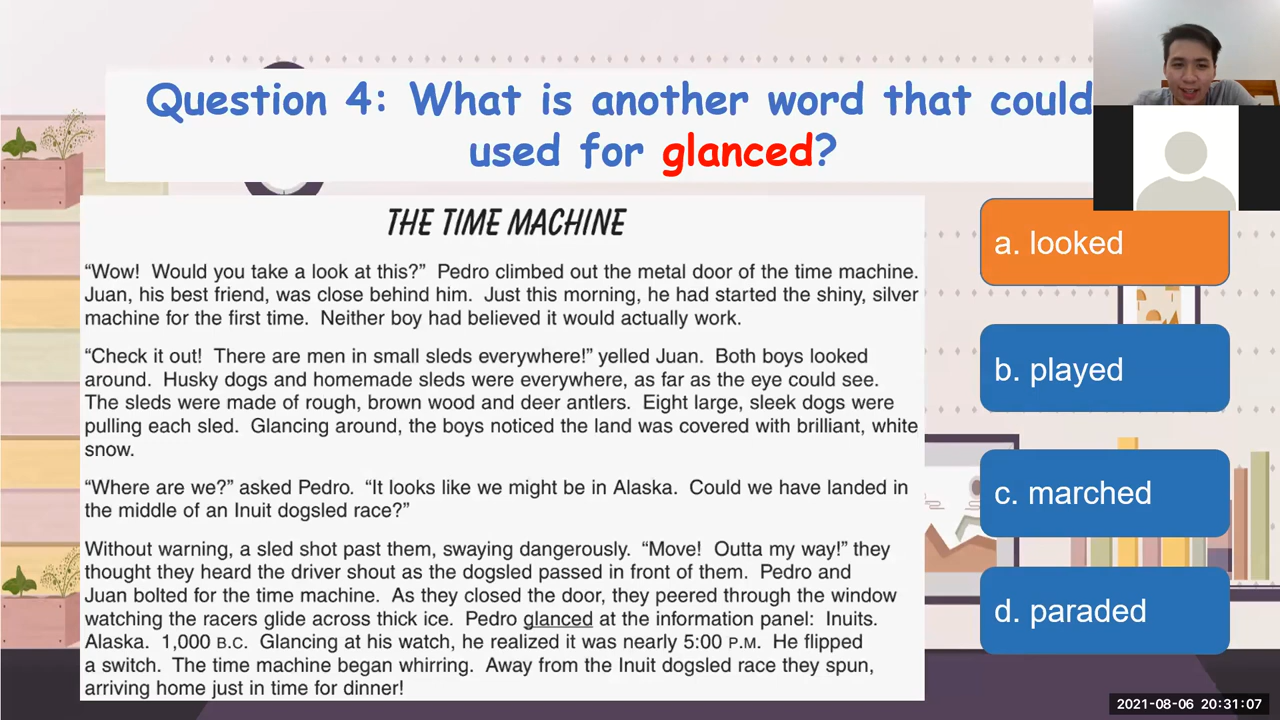 Question 4: What is another word that could
used for glanced?
THE TIME MACHINE
“Wow! Would you take a look at this?” Pedro climbed out the metal door of the time machine.
Juan, his best friend, was close behind him. Just this morning, he had started the shiny, silver
machine for the first time. Neither boy had believed it would actually work.
“Check it out! There are men in small sleds everywhere!” yelled Juan. Both boys looked
around. Husky dogs and homemade sleds were everywhere, as far as the eye could see.
The sleds were made of rough, brown wood and deer antlers. Eight large, sleek dogs were
pulling each sled. Glancing around, the boys noticed the land was covered with brilliant, white
snow.
“Where are we?” asked Pedro. “It looks like we might be in Alaska. Could we have landed in
the middle of an Inuit dogsled race?”
Without warning, a sled shot past them, swaying dangerously. “Move! Outta my way!” they
thought they heard the driver shout as the dogsled passed in front of them. Pedro and
Juan bolted for the time machine. As they closed the door, they peered through the window
watching the racers glide across thick ice. Pedro glanced at the information panel: Inuits.
Alaska. 1,000 B.C. Glancing at his watch, he realized it was nearly 5:00 P.M. He flipped
a switch. The time machine began whirring. Away from the Inuit dogsled race they spun,
arriving home just in time for dinner!
a. looked
b. played
c. marched
d. paraded
2021-08-06 20:31:07